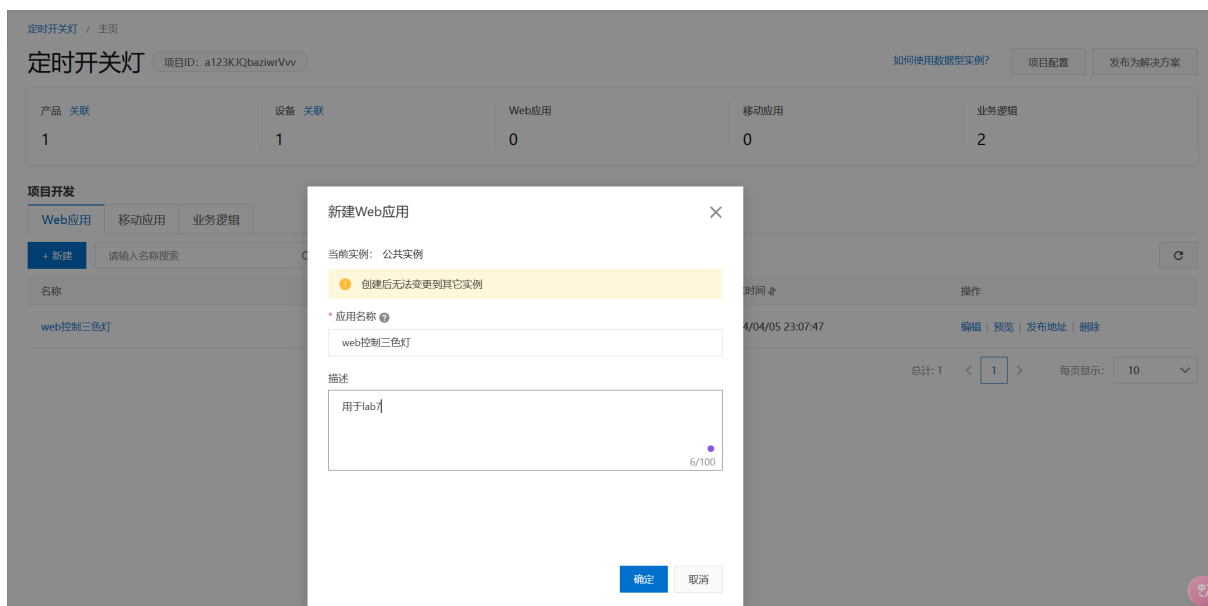 定时开关灯 / 主页
定时开关灯 项目ID: a123KJQbaziwrVvv 如何使用数据型实例? 项目配置 发布为解决方案
产品 关联 设备 关联 Web应用 移动应用 业务逻辑
1 1 0 0 2
项目开发
Web应用 移动应用 业务逻辑
+ 新建 请输入名称搜索
名称 时间 操作
web控制三色灯 4/04/05 23:07:47 编辑 | 预览 | 发布地址 | 删除
总计: 1 < 1 > 每页显示: 10
新建Web应用
当前实例: 公共实例
创建后无法变更到其它实例
* 应用名称
web控制三色灯
描述
用于lab7
6/100
确定 取消